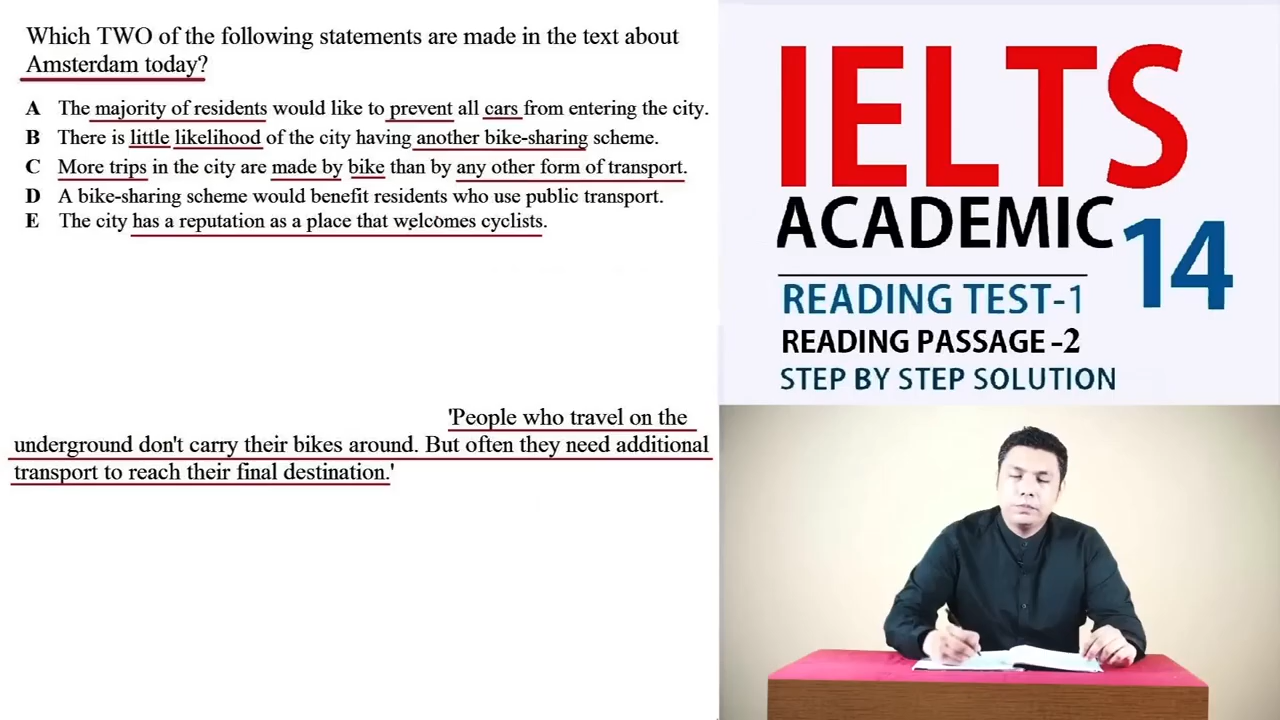 Which TWO of the following statements are made in the text about
Amsterdam today?
A The majority of residents would like to prevent all cars from entering the city.
B There is little likelihood of the city having another bike-sharing scheme.
C More trips in the city are made by bike than by any other form of transport.
D A bike-sharing scheme would benefit residents who use public transport.
E The city has a reputation as a place that welcomes cyclists.
'People who travel on the
underground don't carry their bikes around. But often they need additional
transport to reach their final destination.'
IELTS
ACADEMIC 14
READING TEST-1
READING PASSAGE -2
STEP BY STEP SOLUTION